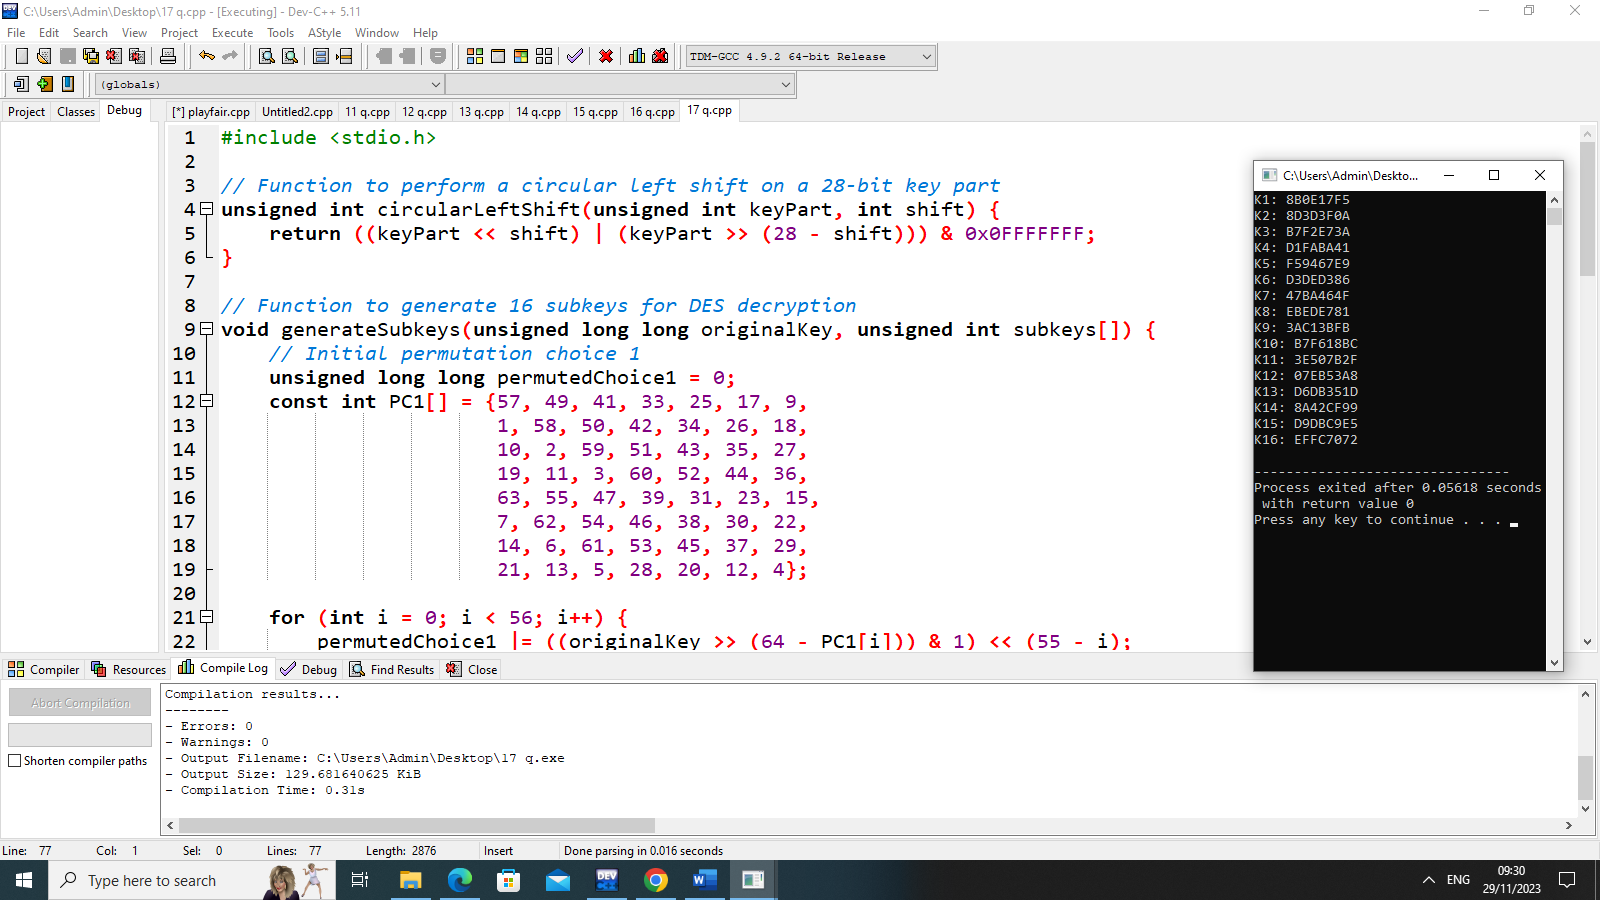 C:\Users\Admin\Desktop\17 q.cpp - [Executing] - Dev-C++ 5.11
File Edit Search View Project Execute Tools AStyle Window Help
TDM-GCC 4.9.2 64-bit Release
(globals)
Project Classes Debug
[*] playfair.cpp Untitled2.cpp 11 q.cpp 12 q.cpp 13 q.cpp 14 q.cpp 15 q.cpp 16 q.cpp 17 q.cpp
1 #include <stdio.h>
2
3 // Function to perform a circular left shift on a 28-bit key part
4 unsigned int circularLeftShift(unsigned int keyPart, int shift) {
5 return ((keyPart << shift) | (keyPart >> (28 - shift))) & 0x0FFFFFFF;
6 }
7
8 // Function to generate 16 subkeys for DES decryption
9 void generateSubkeys(unsigned long long originalKey, unsigned int subkeys[]) {
10 // Initial permutation choice 1
11 unsigned long long permutedChoice1 = 0;
12 const int PC1[] = {57, 49, 41, 33, 25, 17, 9,
13 1, 58, 50, 42, 34, 26, 18,
14 10, 2, 59, 51, 43, 35, 27,
15 19, 11, 3, 60, 52, 44, 36,
16 63, 55, 47, 39, 31, 23, 15,
17 7, 62, 54, 46, 38, 30, 22,
18 14, 6, 61, 53, 45, 37, 29,
19 21, 13, 5, 28, 20, 12, 4};
20
21 for (int i = 0; i < 56; i++) {
22 permutedChoice1 |= ((originalKey >> (64 - PC1[i])) & 1) << (55 - i);
C:\Users\Admin\Deskto...
K1: 8B0E17F5
K2: 8D3D3F0A
K3: B7F2E73A
K4: D1FABA41
K5: F59467E9
K6: D3DED386
K7: 47BA464F
K8: EBEDE781
K9: 3AC13BFB
K10: B7F618BC
K11: 3E507B2F
K12: 07EB53A8
K13: D6DB351D
K14: 8A42CF99
K15: D9DBC9E5
K16: EFFC7072
--------------------------------
Process exited after 0.05618 seconds
with return value 0
Press any key to continue . . .
Compiler Resources Compile Log Debug Find Results Close
Abort Compilation
Shorten compiler paths
Compilation results...
--------
- Errors: 0
- Warnings: 0
- Output Filename: C:\Users\Admin\Desktop\17 q.exe
- Output Size: 129.681640625 KiB
- Compilation Time: 0.31s
Line: 77 Col: 1 Sel: 0 Lines: 77 Length: 2876 Insert Done parsing in 0.016 seconds
Type here to search
DEV C++
W
ENG
09:30
29/11/2023